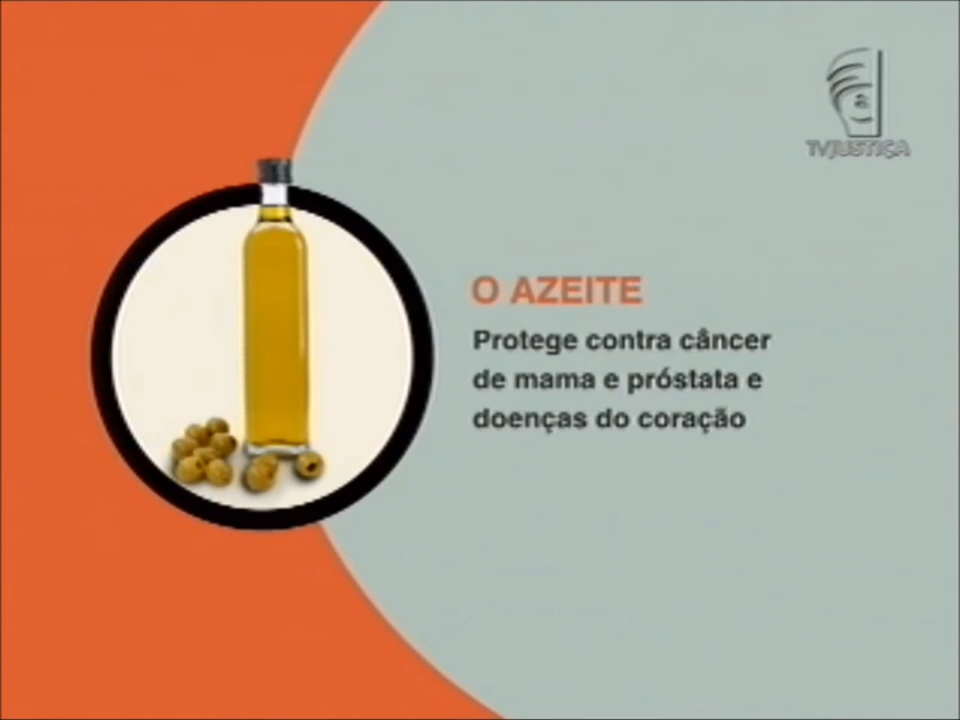 TVJUSTIÇA
O AZEITE
Protege contra câncer
de mama e próstata e
doenças do coração